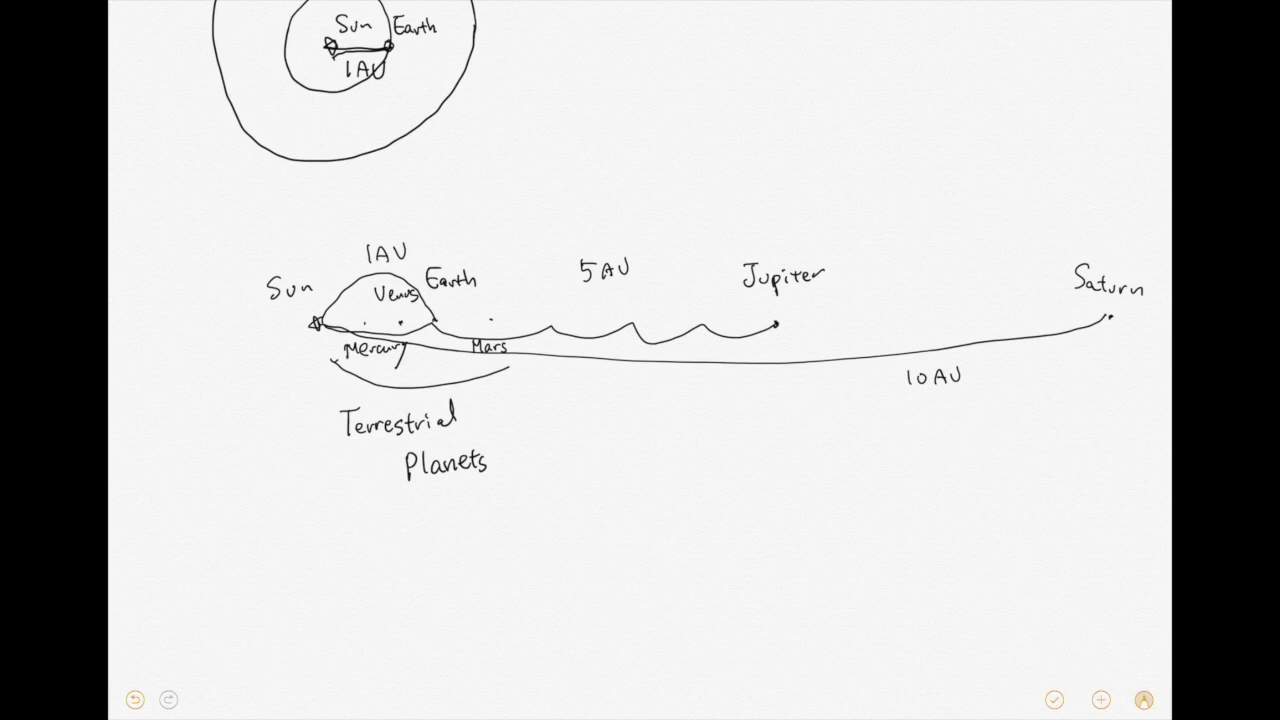 Sun Earth
1AU
1AU
Sun Venus Earth 5AU Jupiter Saturn
Mercury Mars
10AU
Terrestrial
Planets